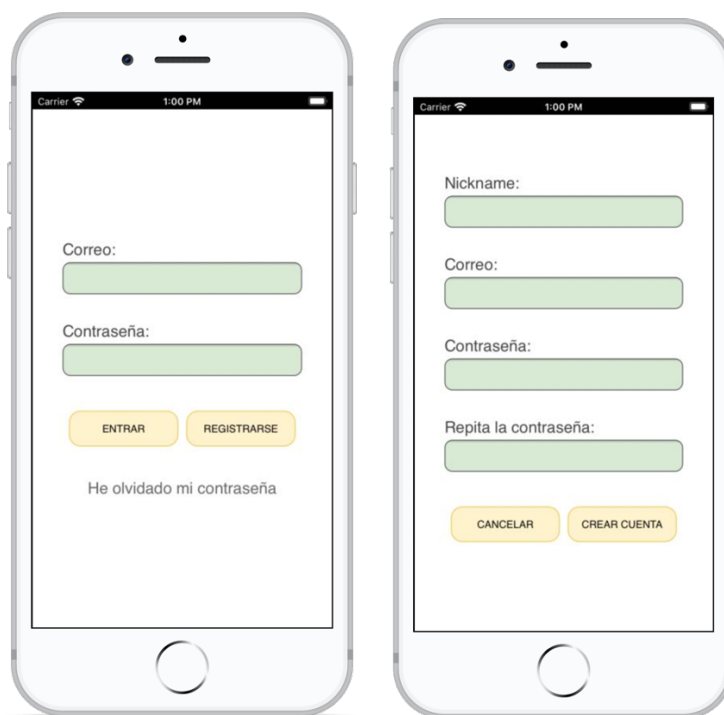 Carrier 1:00 PM
Correo:
Contraseña:
ENTRAR REGISTRARSE
He olvidado mi contraseña
Carrier 1:00 PM
Nickname:
Correo:
Contraseña:
Repita la contraseña:
CANCELAR CREAR CUENTA